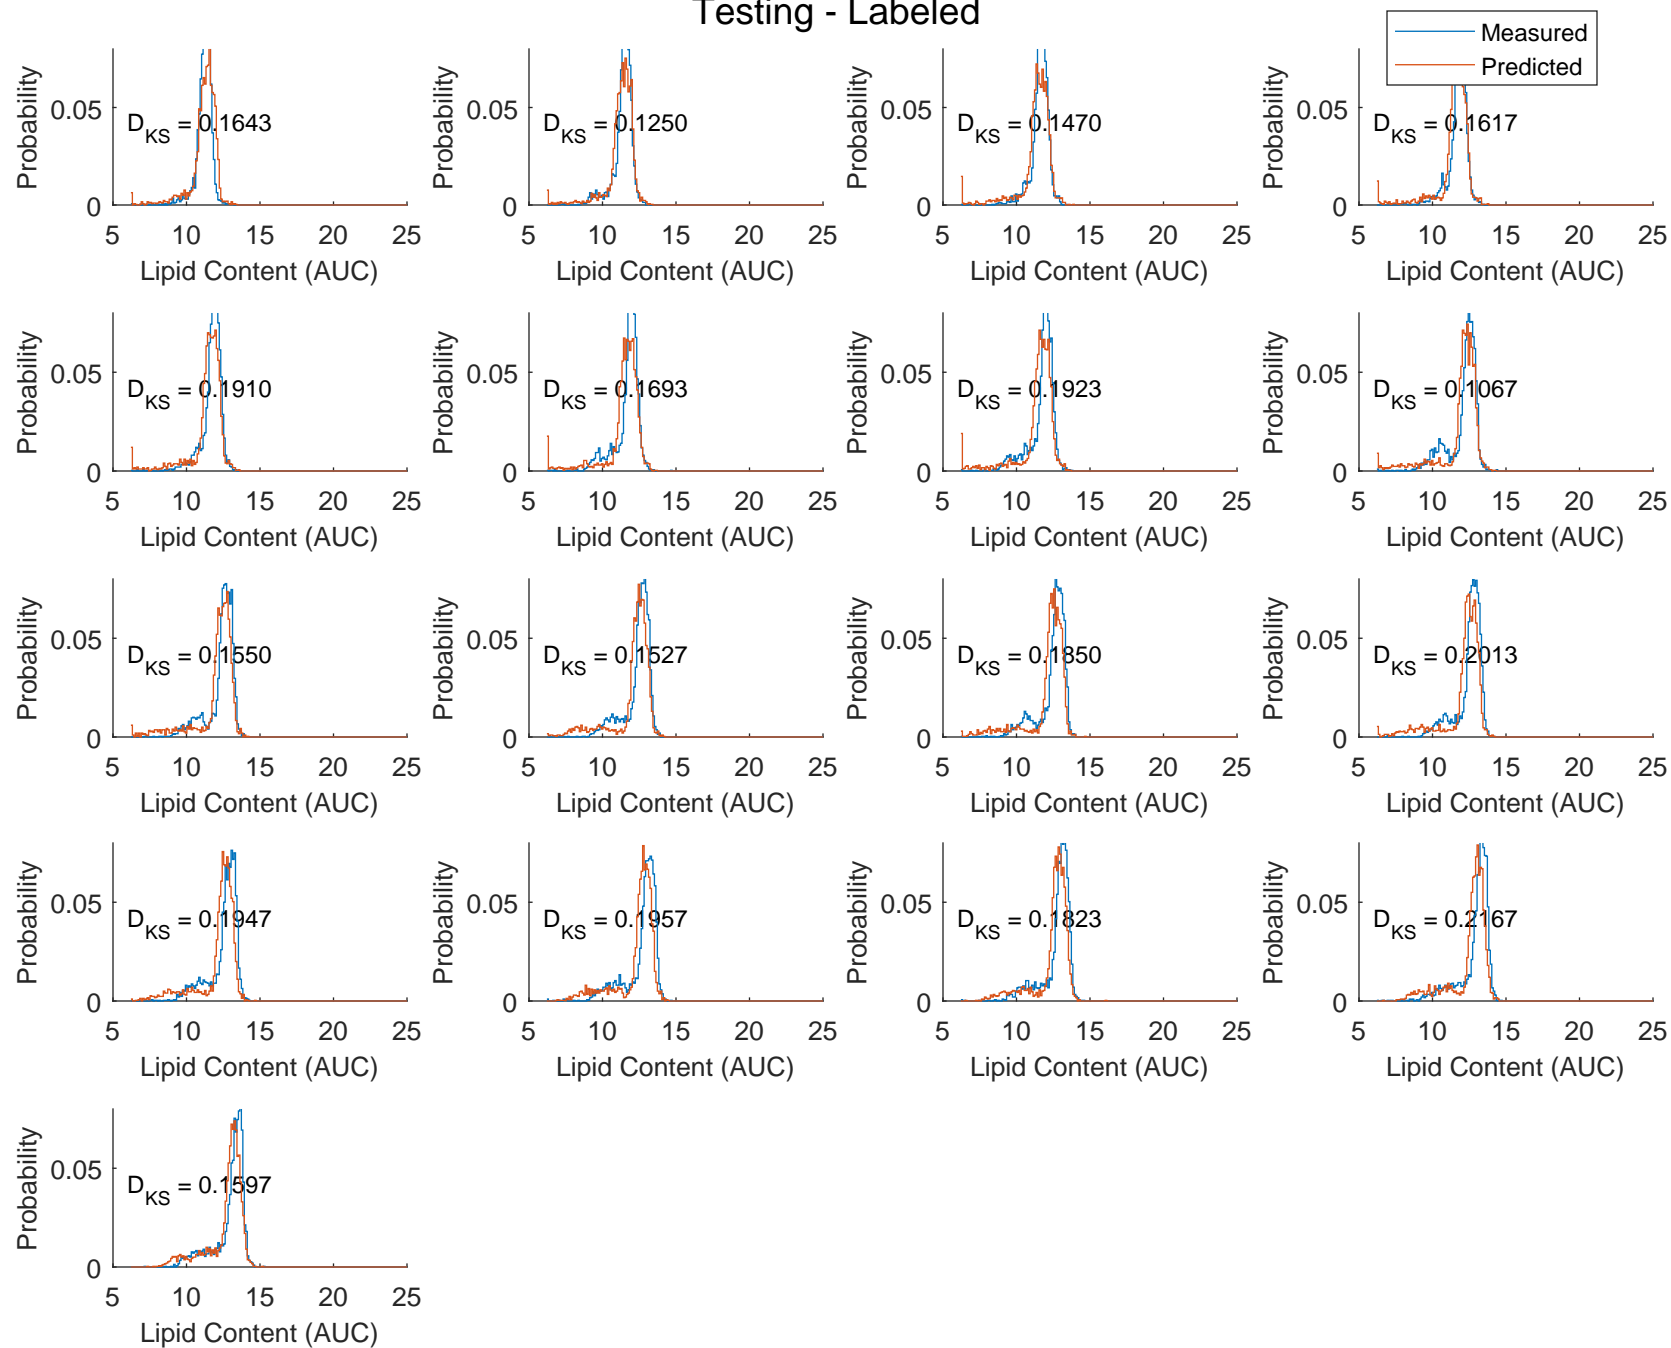 Testing - Labeled
Measured
Predicted
Probability
0.05
0
D_KS = 0.1643
5 10 15 20 25
Lipid Content (AUC)
Probability
0.05
0
D_KS = 0.1250
5 10 15 20 25
Lipid Content (AUC)
Probability
0.05
0
D_KS = 0.1470
5 10 15 20 25
Lipid Content (AUC)
Probability
0.05
0
D_KS = 0.1617
5 10 15 20 25
Lipid Content (AUC)
Probability
0.05
0
D_KS = 0.1910
5 10 15 20 25
Lipid Content (AUC)
Probability
0.05
0
D_KS = 0.1693
5 10 15 20 25
Lipid Content (AUC)
Probability
0.05
0
D_KS = 0.1923
5 10 15 20 25
Lipid Content (AUC)
Probability
0.05
0
D_KS = 0.1067
5 10 15 20 25
Lipid Content (AUC)
Probability
0.05
0
D_KS = 0.1550
5 10 15 20 25
Lipid Content (AUC)
Probability
0.05
0
D_KS = 0.1527
5 10 15 20 25
Lipid Content (AUC)
Probability
0.05
0
D_KS = 0.1850
5 10 15 20 25
Lipid Content (AUC)
Probability
0.05
0
D_KS = 0.2013
5 10 15 20 25
Lipid Content (AUC)
Probability
0.05
0
D_KS = 0.1947
5 10 15 20 25
Lipid Content (AUC)
Probability
0.05
0
D_KS = 0.1957
5 10 15 20 25
Lipid Content (AUC)
Probability
0.05
0
D_KS = 0.1823
5 10 15 20 25
Lipid Content (AUC)
Probability
0.05
0
D_KS = 0.2167
5 10 15 20 25
Lipid Content (AUC)
Probability
0.05
0
D_KS = 0.1597
5 10 15 20 25
Lipid Content (AUC)